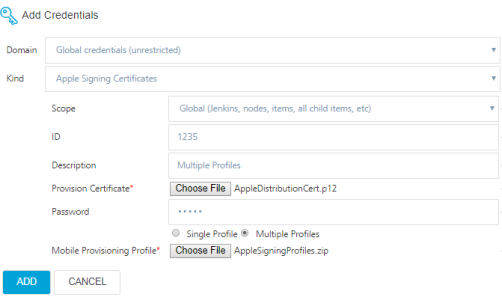 Add Credentials
Domain Global credentials (unrestricted)
Kind Apple Signing Certificates
Scope Global (Jenkins, nodes, items, all child items, etc)
ID 1235
Description Multiple Profiles
Provision Certificate* Choose File AppleDistributionCert.p12
Password •••••
Single Profile Multiple Profiles
Mobile Provisioning Profile* Choose File AppleSigningProfiles.zip
ADD CANCEL